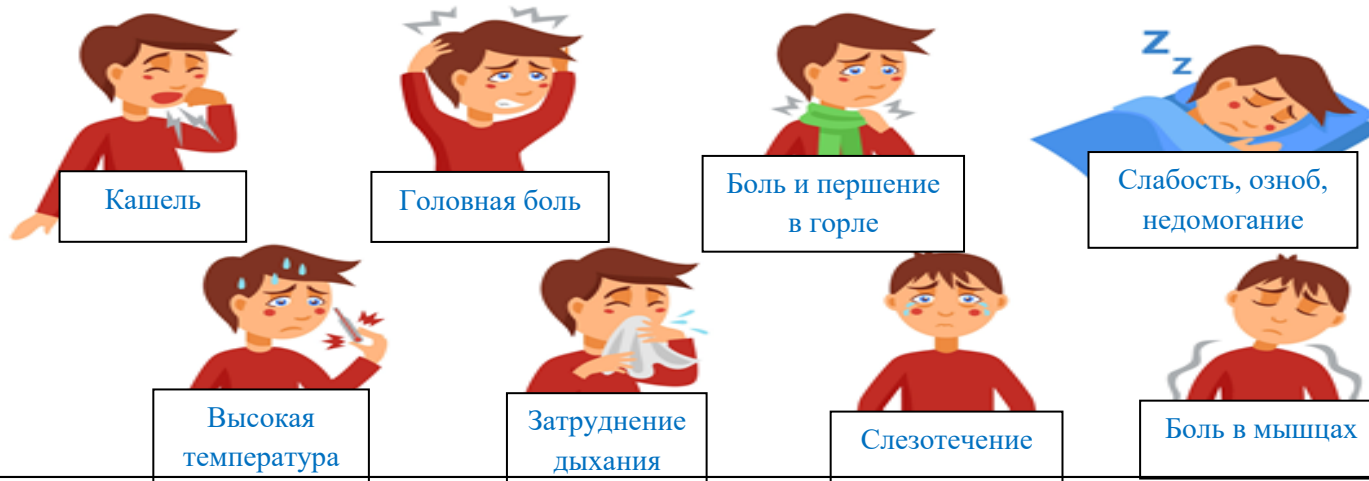 Z
z
Кашель
Головная боль
Боль и першение
в горле
Слабость, озноб,
недомогание
Высокая
температура
Затруднение
дыхания
Слезотечение
Боль в мышцах